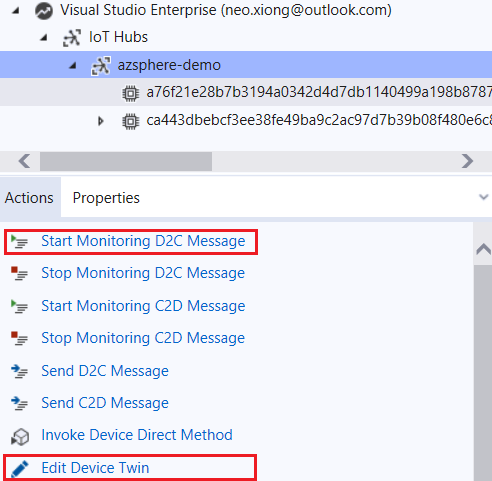 Visual Studio Enterprise (neo.xiong@outlook.com)
IoT Hubs
azsphere-demo
a76f21e28b7b3194a0342d4d7db1140499a198b8787
ca443dbebcf3ee38fe49ba9c2ac97d7b39b08f480e6c8
Actions Properties
Start Monitoring D2C Message
Stop Monitoring D2C Message
Start Monitoring C2D Message
Stop Monitoring C2D Message
Send D2C Message
Send C2D Message
Invoke Device Direct Method
Edit Device Twin